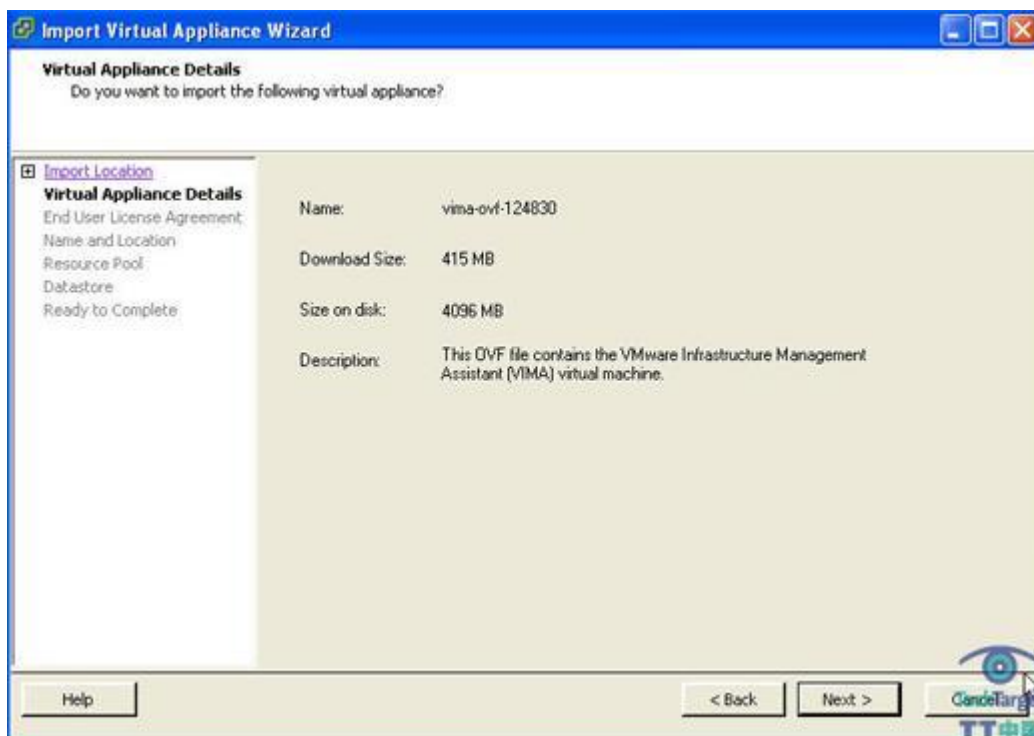 Import Virtual Appliance Wizard
Virtual Appliance Details
Do you want to import the following virtual appliance?
Import Location
Virtual Appliance Details
End User License Agreement
Name and Location
Resource Pool
Datastore
Ready to Complete
Name: vima-ovf-124830
Download Size: 415 MB
Size on disk: 4096 MB
Description: This OVF file contains the VMware Infrastructure Management
Assistant (VIMA) virtual machine.
Help
< Back
Next >
TT中